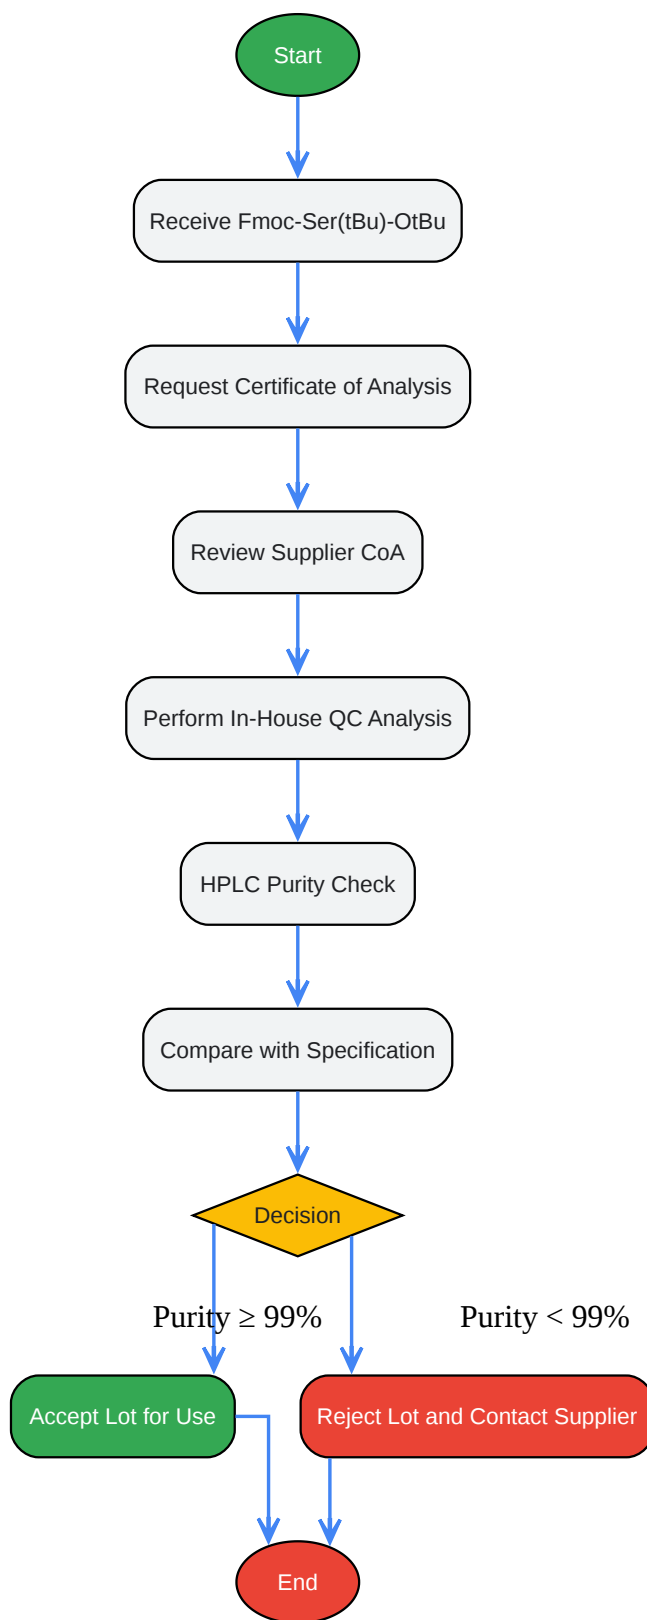 Start
Receive Fmoc-Ser(tBu)-OtBu
Request Certificate of Analysis
Review Supplier CoA
Perform In-House QC Analysis
HPLC Purity Check
Compare with Specification
Decision
Purity ≥ 99%
Purity < 99%
Accept Lot for Use
Reject Lot and Contact Supplier
End